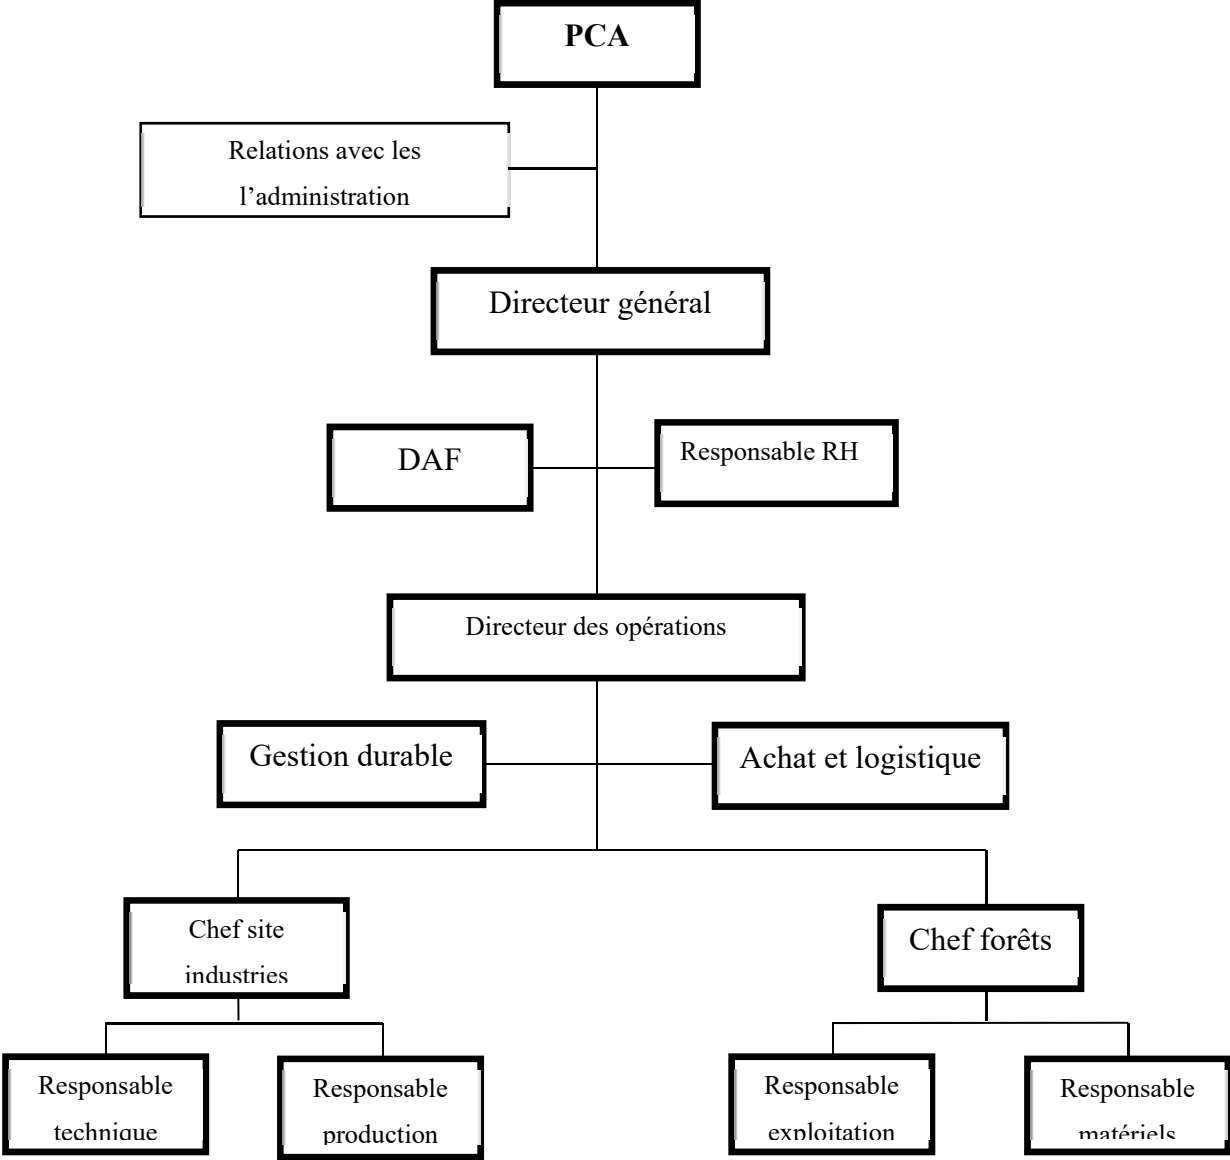 PCA
Relations avec les
l’administration
Directeur général
DAF
Responsable RH
Directeur des opérations
Gestion durable
Achat et logistique
Chef site
industries
Chef forêts
Responsable
technique
Responsable
production
Responsable
exploitation
Responsable
matériels